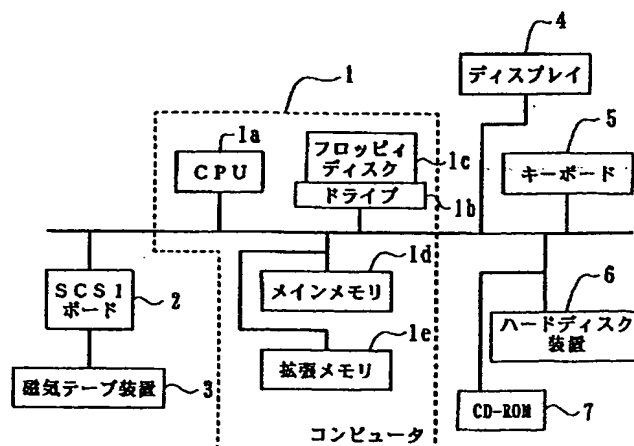 4
ディスプレイ
1
1a
CPU
フロッピィ
ディスク
1c
ドライブ
1b
5
キーボード
SCSI
ボード
2
メインメモリ
1d
6
ハードディスク
装置
磁気テープ装置
3
拡張メモリ
1e
CD-ROM
7
コンピュータ